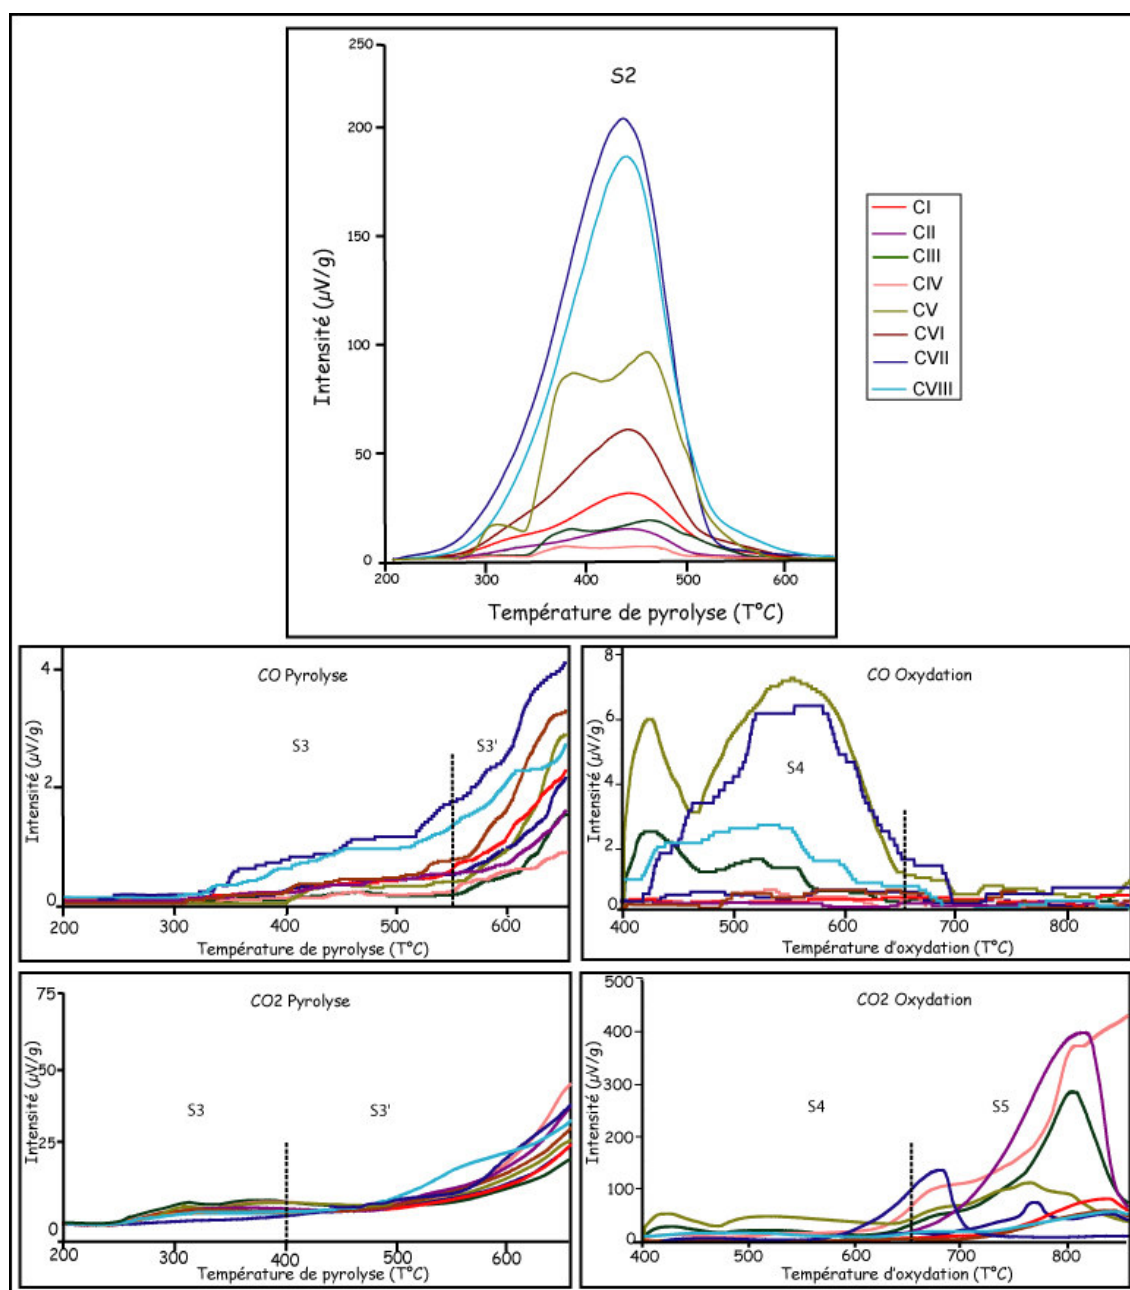 S2
250
200
150
100
50
0
Intensité (µV/g)
200 300 400 500 600
Température de pyrolyse (T°C)
CI
CII
CIII
CIV
CV
CVI
CVII
CVIII
CO Pyrolyse
S3 S3'
4
2
0
Intensité (µV/g)
200 300 400 500 600
Température de pyrolyse (T°C)
CO Oxydation
S4
8
6
4
2
0
Intensité (µV/g)
400 500 600 700 800
Température d'oxydation (T°C)
CO2 Pyrolyse
S3 S3'
75
50
25
0
Intensité (µV/g)
200 300 400 500 600
Température de pyrolyse (T°C)
CO2 Oxydation
S4 S5
500
400
300
200
100
0
Intensité (µV/g)
400 500 600 700 800
Température d'oxydation (T°C)